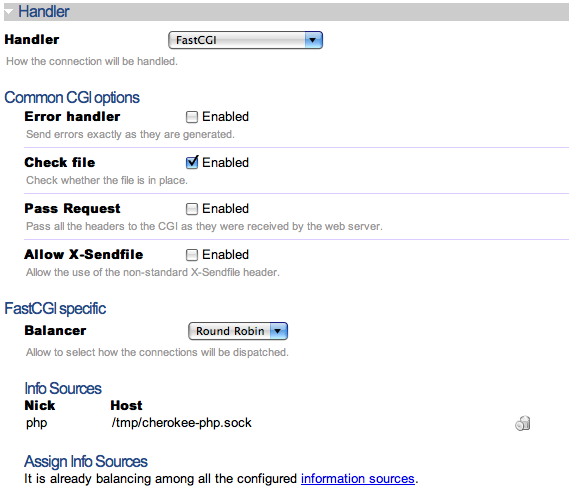 Handler
Handler FastCGI
How the connection will be handled.
Common CGI options
Error handler Enabled
Send errors exactly as they are generated.
Check file Enabled
Check whether the file is in place.
Pass Request Enabled
Pass all the headers to the CGI as they were received by the web server.
Allow X-Sendfile Enabled
Allow the use of the non-standard X-Sendfile header.
FastCGI specific
Balancer Round Robin
Allow to select how the connections will be dispatched.
Info Sources
Nick Host
php /tmp/cherokee-php.sock
Assign Info Sources
It is already balancing among all the configured information sources.